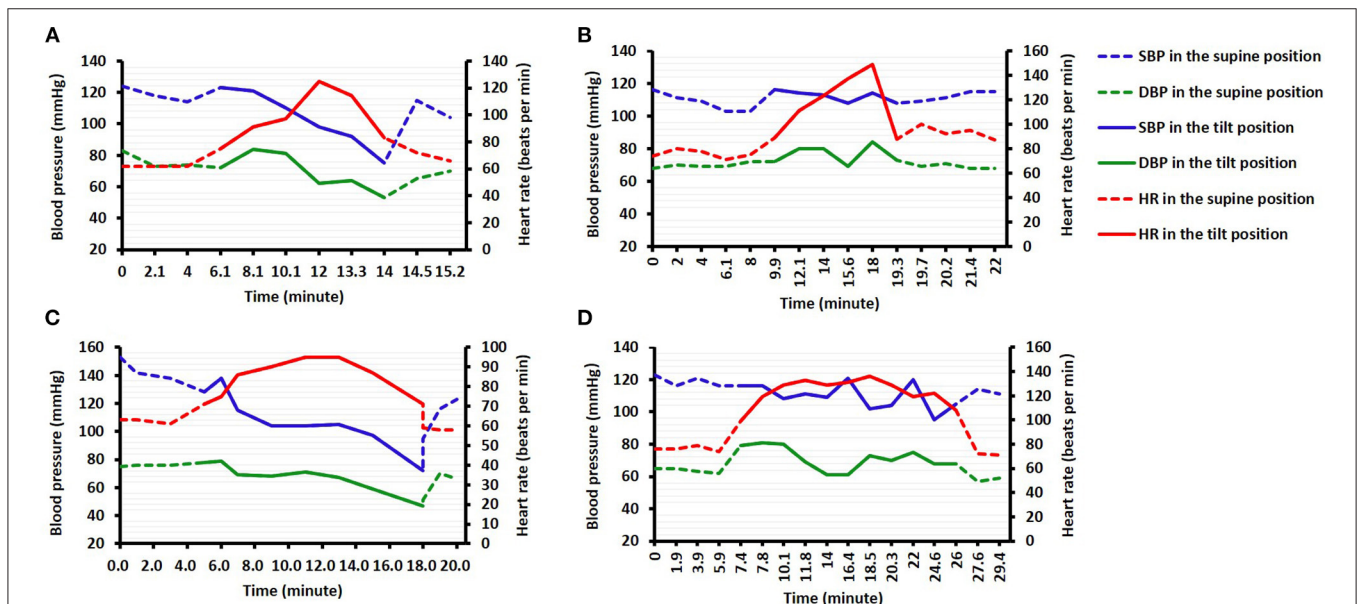 A
Blood pressure (mmHg)
140
120
100
80
60
40
20
0 2.1 4 6.1 8.1 10.1 12 13.3 14 14.5 15.2
Time (minute)
140
120
100
80
60
40
20
0
Heart rate (beats per min)
B
Blood pressure (mmHg)
140
120
100
80
60
40
20
0 2 4 6.1 8 9.9 12.1 14 15.6 18 19.3 19.7 20.2 21.4 22
Time (minute)
160
140
120
100
80
60
40
20
0
Heart rate (beats per min)
SBP in the supine position
DBP in the supine position
SBP in the tilt position
DBP in the tilt position
HR in the supine position
HR in the tilt position
C
Blood pressure (mmHg)
160
140
120
100
80
60
40
20
0.0 2.0 4.0 6.0 8.0 10.0 12.0 14.0 16.0 18.0 20.0
Time (minute)
100
90
80
70
60
50
40
30
20
10
0
Heart rate (beats per min)
D
Blood pressure (mmHg)
140
120
100
80
60
40
20
0 1.9 3.9 5.9 7.4 7.8 10.1 11.8 14 16.4 18.5 20.3 22 24.6 26 27.6 29.4
Time (minute)
160
140
120
100
80
60
40
20
0
Heart rate (beats per min)